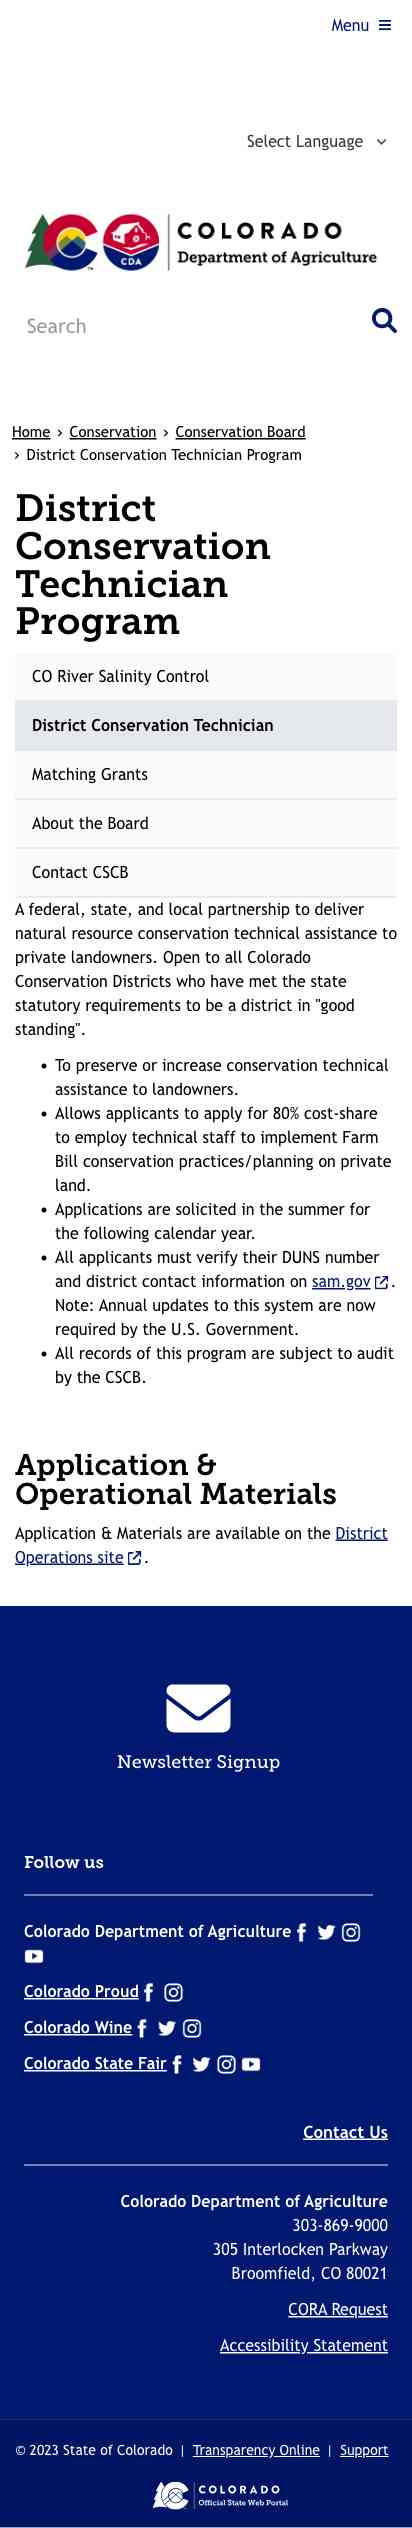 Menu
Select Language
CDA
COLORADO
Department of Agriculture
Search
Home › Conservation › Conservation Board
› District Conservation Technician Program
District
Conservation
Technician
Program
CO River Salinity Control
District Conservation Technician
Matching Grants
About the Board
Contact CSCB
A federal, state, and local partnership to deliver
natural resource conservation technical assistance to
private landowners. Open to all Colorado
Conservation Districts who have met the state
statutory requirements to be a district in "good
standing".
• To preserve or increase conservation technical
assistance to landowners.
• Allows applicants to apply for 80% cost-share
to employ technical staff to implement Farm
Bill conservation practices/planning on private
land.
• Applications are solicited in the summer for
the following calendar year.
• All applicants must verify their DUNS number
and district contact information on sam.gov .
Note: Annual updates to this system are now
required by the U.S. Government.
• All records of this program are subject to audit
by the CSCB.
Application &
Operational Materials
Application & Materials are available on the District
Operations site .
Newsletter Signup
Follow us
Colorado Department of Agriculture
Colorado Proud
Colorado Wine
Colorado State Fair
Contact Us
Colorado Department of Agriculture
303-869-9000
305 Interlocken Parkway
Broomfield, CO 80021
CORA Request
Accessibility Statement
© 2023 State of Colorado | Transparency Online | Support
COLORADO
Official State Web Portal